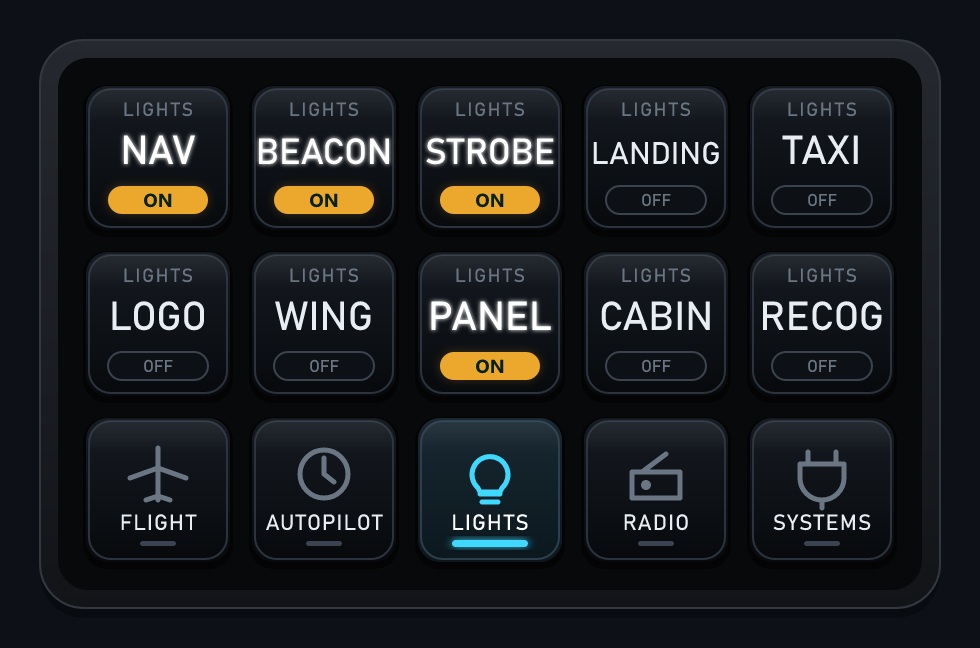 LIGHTS LIGHTS LIGHTS LIGHTS LIGHTS
NAV BEACON STROBE LANDING TAXI
ON ON ON OFF OFF
LIGHTS LIGHTS LIGHTS LIGHTS LIGHTS
LOGO WING PANEL CABIN RECOG
OFF OFF ON OFF OFF
FLIGHT AUTOPILOT LIGHTS RADIO SYSTEMS